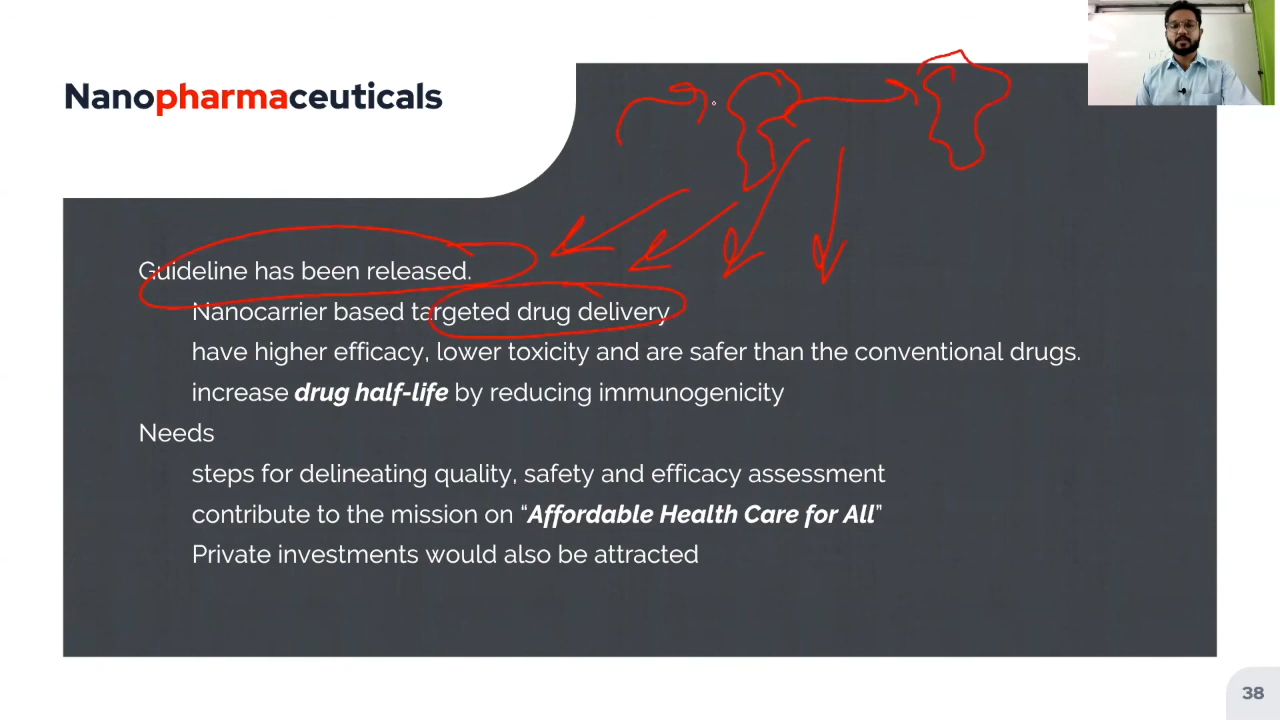 Nanopharmaceuticals
Guideline has been released.
Nanocarrier based targeted drug delivery
have higher efficacy, lower toxicity and are safer than the conventional drugs.
increase drug half-life by reducing immunogenicity
Needs
steps for delineating quality, safety and efficacy assessment
contribute to the mission on “Affordable Health Care for All”
Private investments would also be attracted
38